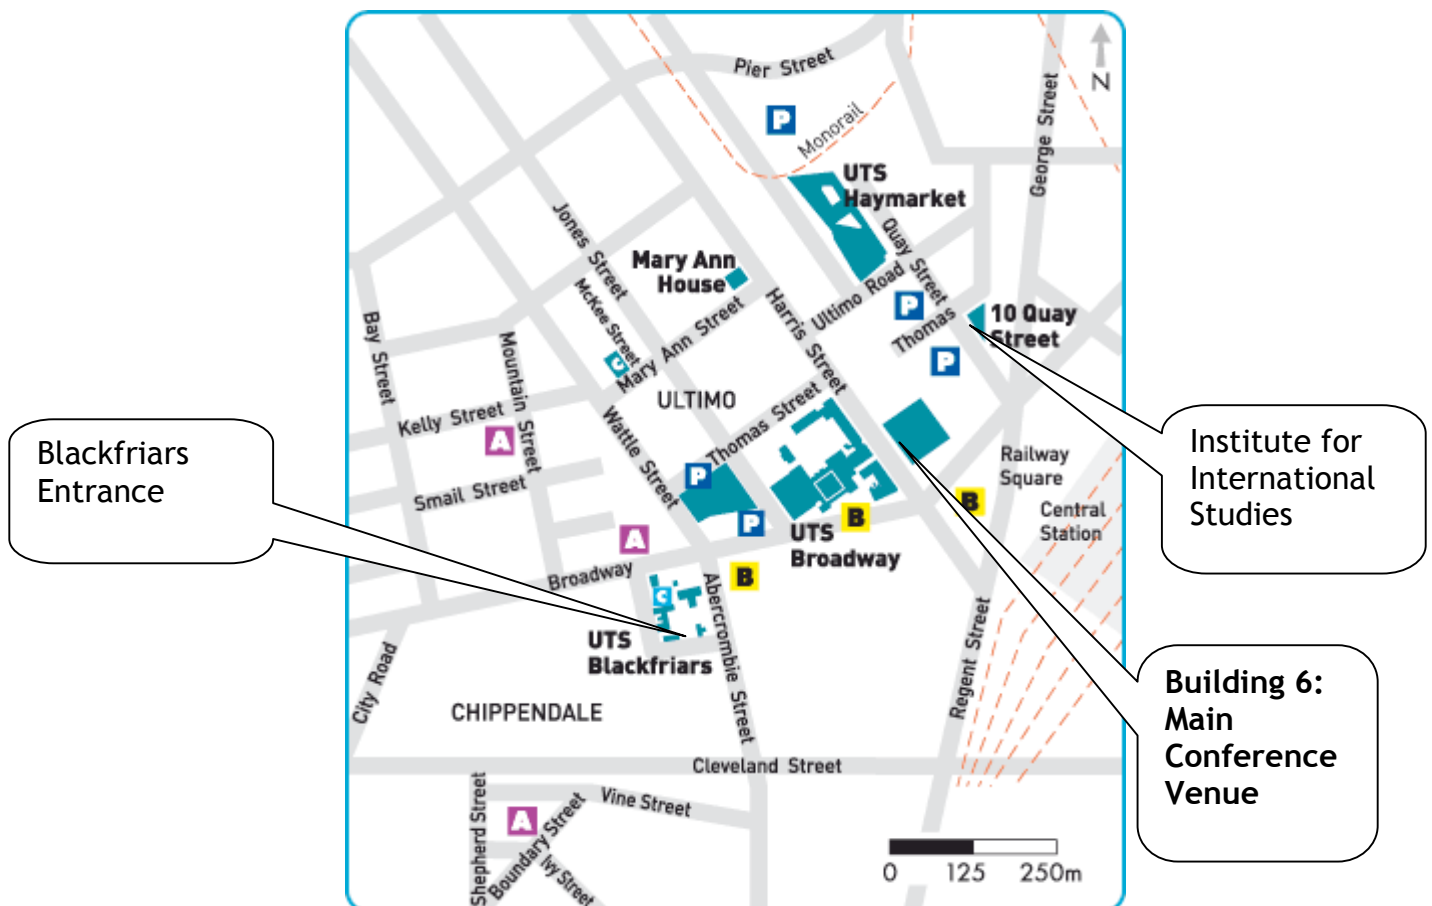 Pier Street
N
P
Monorail
George Street
UTS
Haymarket
Jones Street
Quay Street
Mary Ann
House
McKee Street
Harris Street
Ultimo Road
P
Thomas
10 Quay
Street
Bay Street
Mountain Street
C
Mary Ann Street
P
ULTIMO
Kelly Street
A
Wattle Street
Thomas Street
Blackfriars
Entrance
Institute for
International
Studies
Railway
Square
Smail Street
P
B
Central
Station
P
B
A
UTS
Broadway
Broadway
B
C
Abercrombie Street
UTS
Blackfriars
Regent Street
City Road
CHIPPENDALE
Building 6:
Main
Conference
Venue
Cleveland Street
Shepherd Street
Vine Street
A
Boundary Street
Ivy Street
0 125 250m